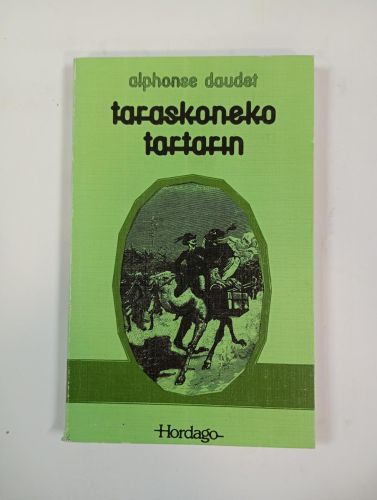 alphonse daudet
taraskoneko
tartarin
Hordago